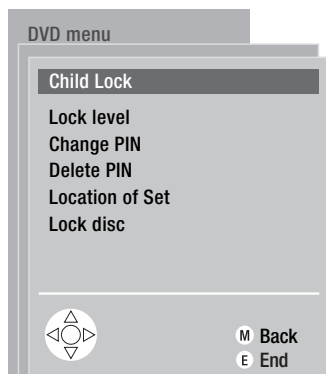 DVD menu
Child Lock
Lock level
Change PIN
Delete PIN
Location of Set
Lock disc
M Back
E End